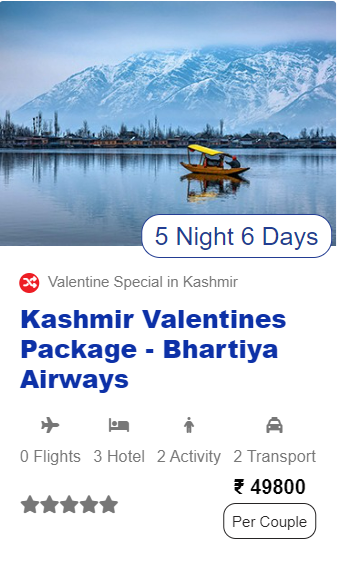 5 Night 6 Days
Valentine Special in Kashmir
Kashmir Valentines
Package - Bhartiya
Airways
0 Flights 3 Hotel 2 Activity 2 Transport
₹ 49800
Per Couple